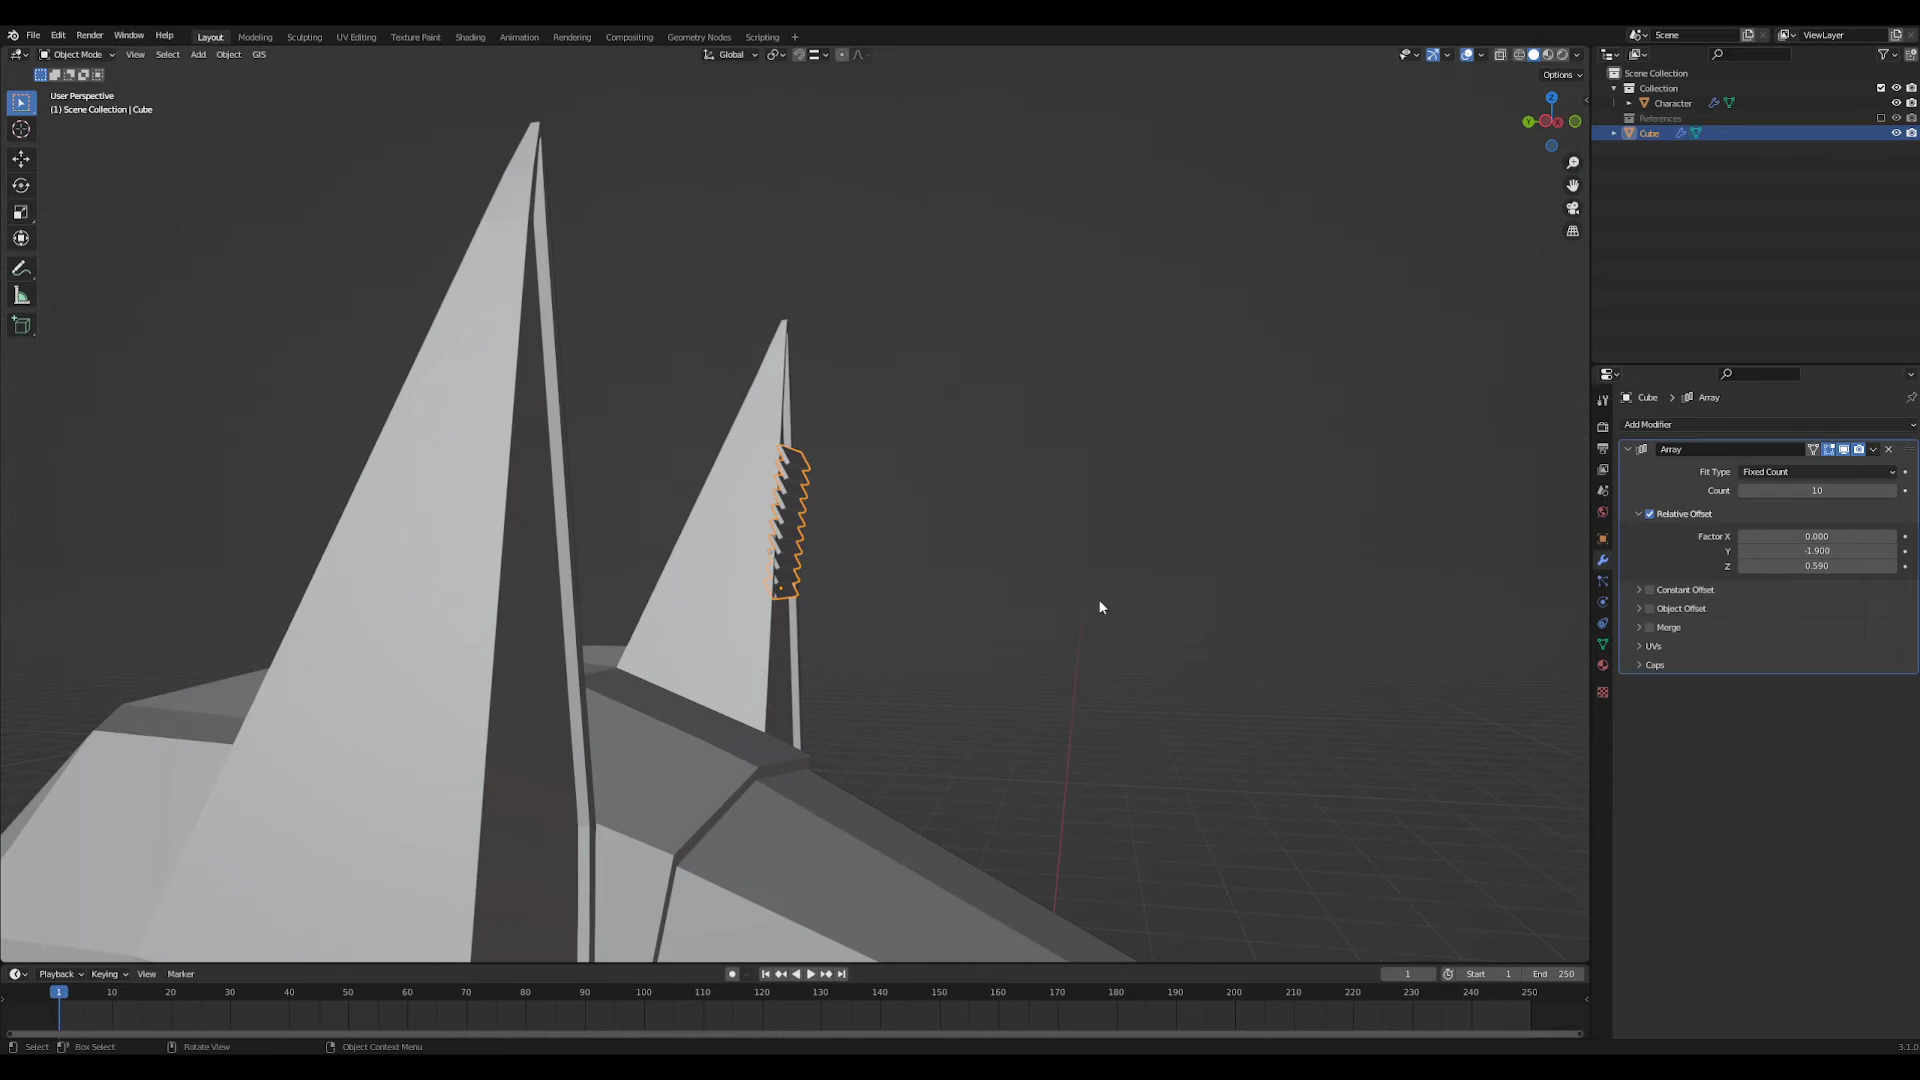 File Edit Render Window Help Layout Modeling Sculpting UV Editing Texture Paint Shading Animation Rendering Compositing Geometry Nodes Scripting + Scene ViewLayer
Object Mode View Select Add Object GIS Global
Options
User Perspective
(1) Scene Collection | Cube
Z
Y X
Scene Collection
Collection
Character
References
Cube
Cube > Array
Add Modifier
Array
Fit Type Fixed Count
Count 10
Relative Offset
Factor X 0.000
Y -1.900
Z 0.590
Constant Offset
Object Offset
Merge
UVs
Caps
Playback Keying View Marker 1 Start 1 End 250
1 10 20 30 40 50 60 70 80 90 100 110 120 130 140 150 160 170 180 190 200 210 220 230 240 250
Select Box Select Rotate View Object Context Menu 3.1.0